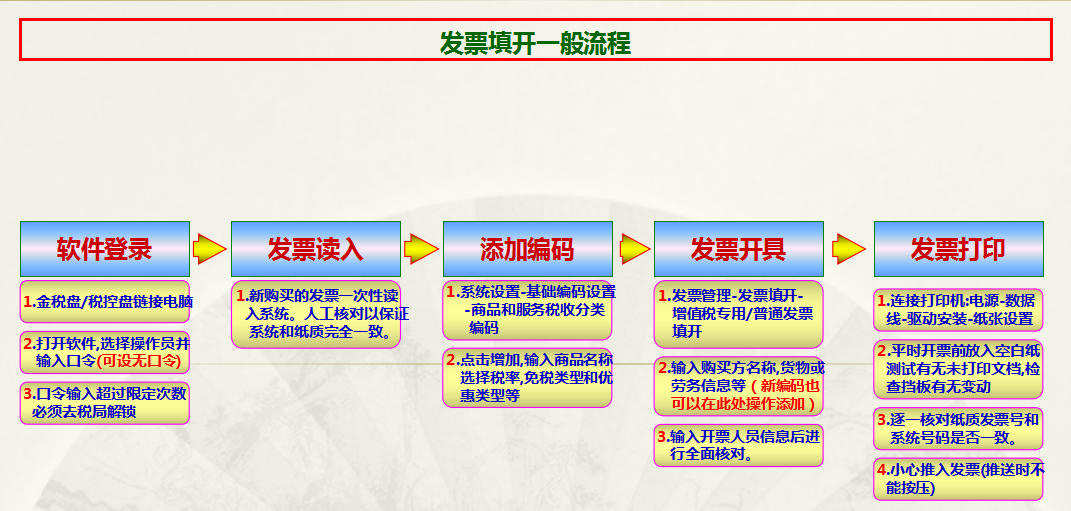 发票填开一般流程
软件登录
发票读入
添加编码
发票开具
发票打印
1.金税盘/税控盘链接电脑
2.打开软件,选择操作员并
输入口令(可设无口令)
3.口令输入超过限定次数
必须去税局解锁
1.新购买的发票一次性读
入系统。人工核对以保证
系统和纸质完全一致。
1.系统设置-基础编码设置
-商品和服务税收分类
编码
2.点击增加,输入商品名称
选择税率,免税类型和优
惠类型等
1.发票管理-发票填开-
增值税专用/普通发票
填开
2.输入购买方名称,货物或
劳务信息等（新编码也
可以在此处操作添加）
3.输入开票人员信息后进
行全面核对。
1.连接打印机:电源-数据
线-驱动安装-纸张设置
2.平时开票前放入空白纸
测试有无未打印文档,检
查挡板有无变动
3.逐一核对纸质发票号和
系统号码是否一致。
4.小心推入发票(推送时不
能按压)